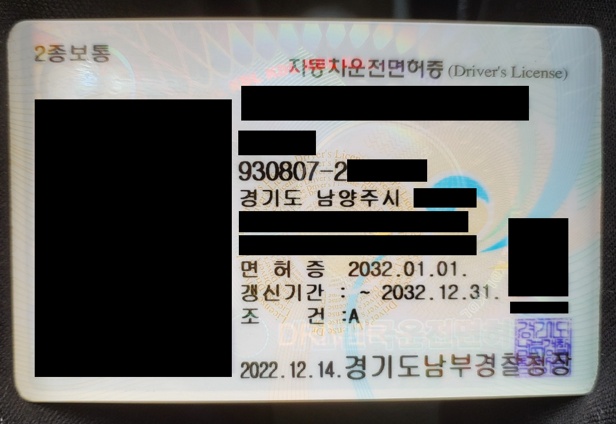 2종보통
자동차운전면허증 (Driver's License)
930807-2
경기도 남양주시
면 허 증 2032.01.01.
갱신기간 : ~ 2032.12.31.
조 건 :A
2022.12.14. 경기도남부경찰청장